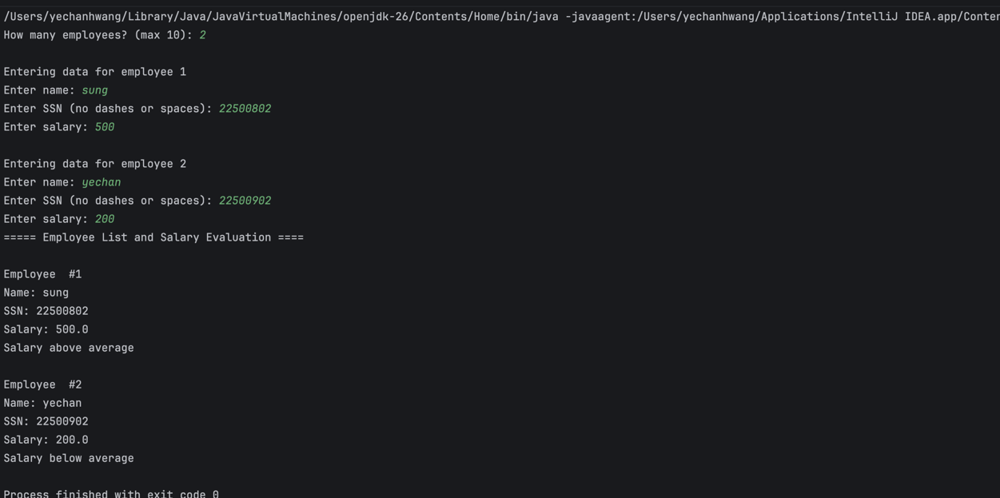 /Users/yechanhwang/Library/Java/JavaVirtualMachines/openjdk-26/Contents/Home/bin/java -javaagent:/Users/yechanhwang/Applications/IntelliJ IDEA.app/Conten
How many employees? (max 10): 2
Entering data for employee 1
Enter name: sung
Enter SSN (no dashes or spaces): 22500802
Enter salary: 500
Entering data for employee 2
Enter name: yechan
Enter SSN (no dashes or spaces): 22500902
Enter salary: 200
===== Employee List and Salary Evaluation ====
Employee  #1
Name: sung
SSN: 22500802
Salary: 500.0
Salary above average
Employee  #2
Name: yechan
SSN: 22500902
Salary: 200.0
Salary below average
Process finished with exit code 0